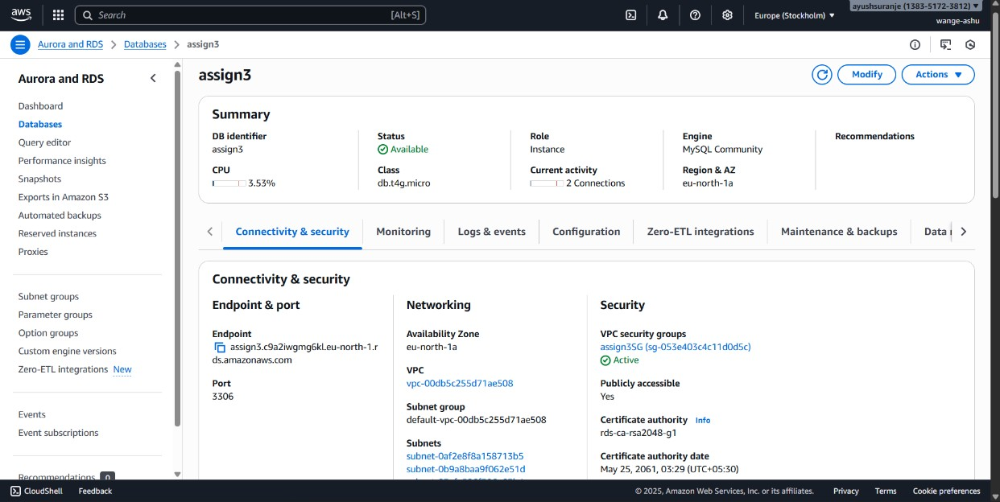 aws
Search
[Alt+S]
Europe (Stockholm)
ayushsuranje (1383-5172-3812)
wange-ashu
Aurora and RDS
Databases
assign3
Aurora and RDS
Dashboard
Databases
Query editor
Performance insights
Snapshots
Exports in Amazon S3
Automated backups
Reserved instances
Proxies
Subnet groups
Parameter groups
Option groups
Custom engine versions
Zero-ETL integrations New
Events
Event subscriptions
Recommendations 0
assign3
Modify
Actions
Summary
DB identifier
assign3
CPU
3.53%
Status
Available
Class
db.t4g.micro
Role
Instance
Current activity
2 Connections
Engine
MySQL Community
Region & AZ
eu-north-1a
Recommendations
Connectivity & security
Monitoring
Logs & events
Configuration
Zero-ETL integrations
Maintenance & backups
Data
Connectivity & security
Endpoint & port
Endpoint
assign3.c9a2iwgmg6kl.eu-north-1.r
ds.amazonaws.com
Port
3306
Networking
Availability Zone
eu-north-1a
VPC
vpc-00db5c255d71ae508
Subnet group
default-vpc-00db5c255d71ae508
Subnets
subnet-0af2e8f8a158713b5
subnet-0b9a8baa9f062e51d
Security
VPC security groups
assign3SG (sg-053e403c4c11d0d5c)
Active
Publicly accessible
Yes
Certificate authority Info
rds-ca-rsa2048-g1
Certificate authority date
May 25, 2061, 03:29 (UTC+05:30)
CloudShell
Feedback
© 2025, Amazon Web Services, Inc. or its affiliates.
Privacy
Terms
Cookie preferences